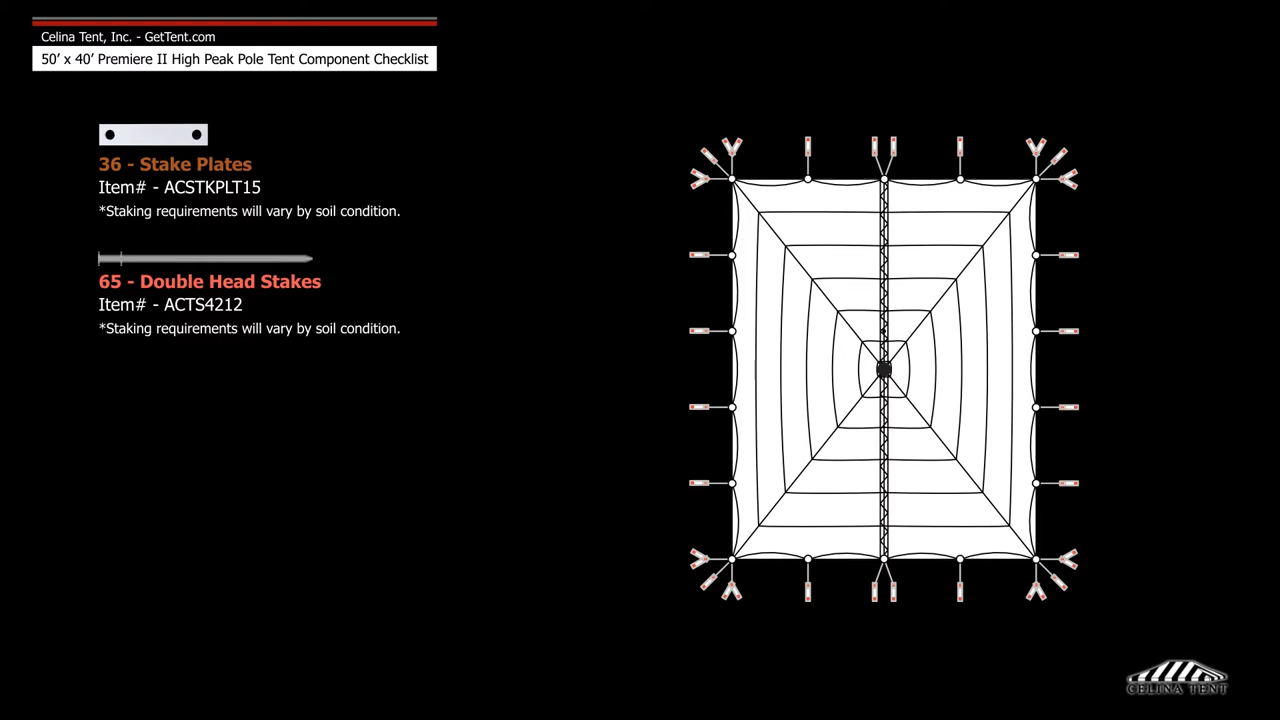 Celina Tent, Inc. - GetTent.com
50’ x 40’ Premiere II High Peak Pole Tent Component Checklist
36 - Stake Plates
Item# - ACSTKPLT15
*Staking requirements will vary by soil condition.
65 - Double Head Stakes
Item# - ACTS4212
*Staking requirements will vary by soil condition.
CELINA TENT